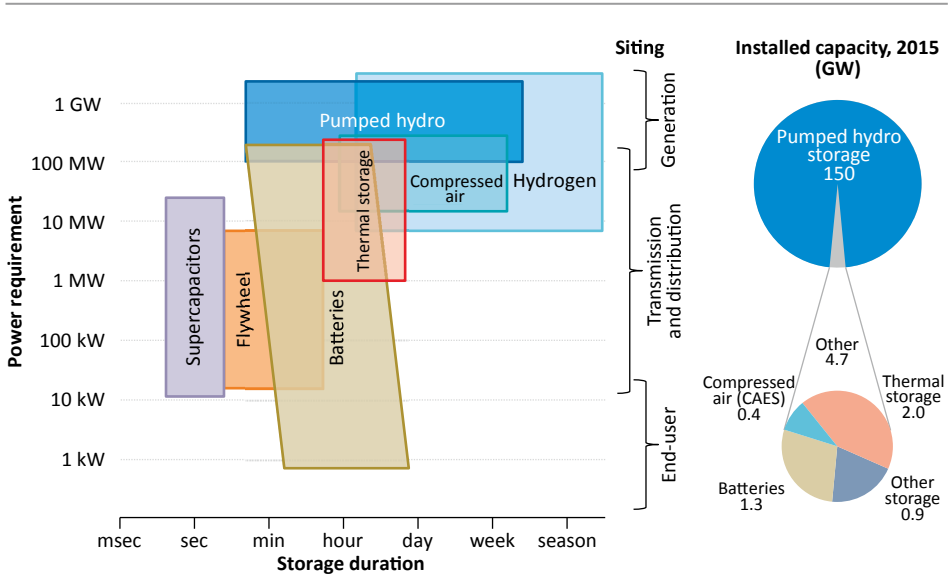 Siting
Installed capacity, 2015
(GW)
Power requirement
1 GW
100 MW
10 MW
1 MW
100 kW
10 kW
1 kW
Pumped hydro
Hydrogen
Compressed
air
Thermal storage
Supercapacitors
Flywheel
Batteries
msec
sec
min
hour
day
week
season
Storage duration
Generation
Transmission
and distribution
End-user
Pumped hydro
storage
150
Other
4.7
Compressed
air (CAES)
0.4
Thermal
storage
2.0
Batteries
1.3
Other
storage
0.9